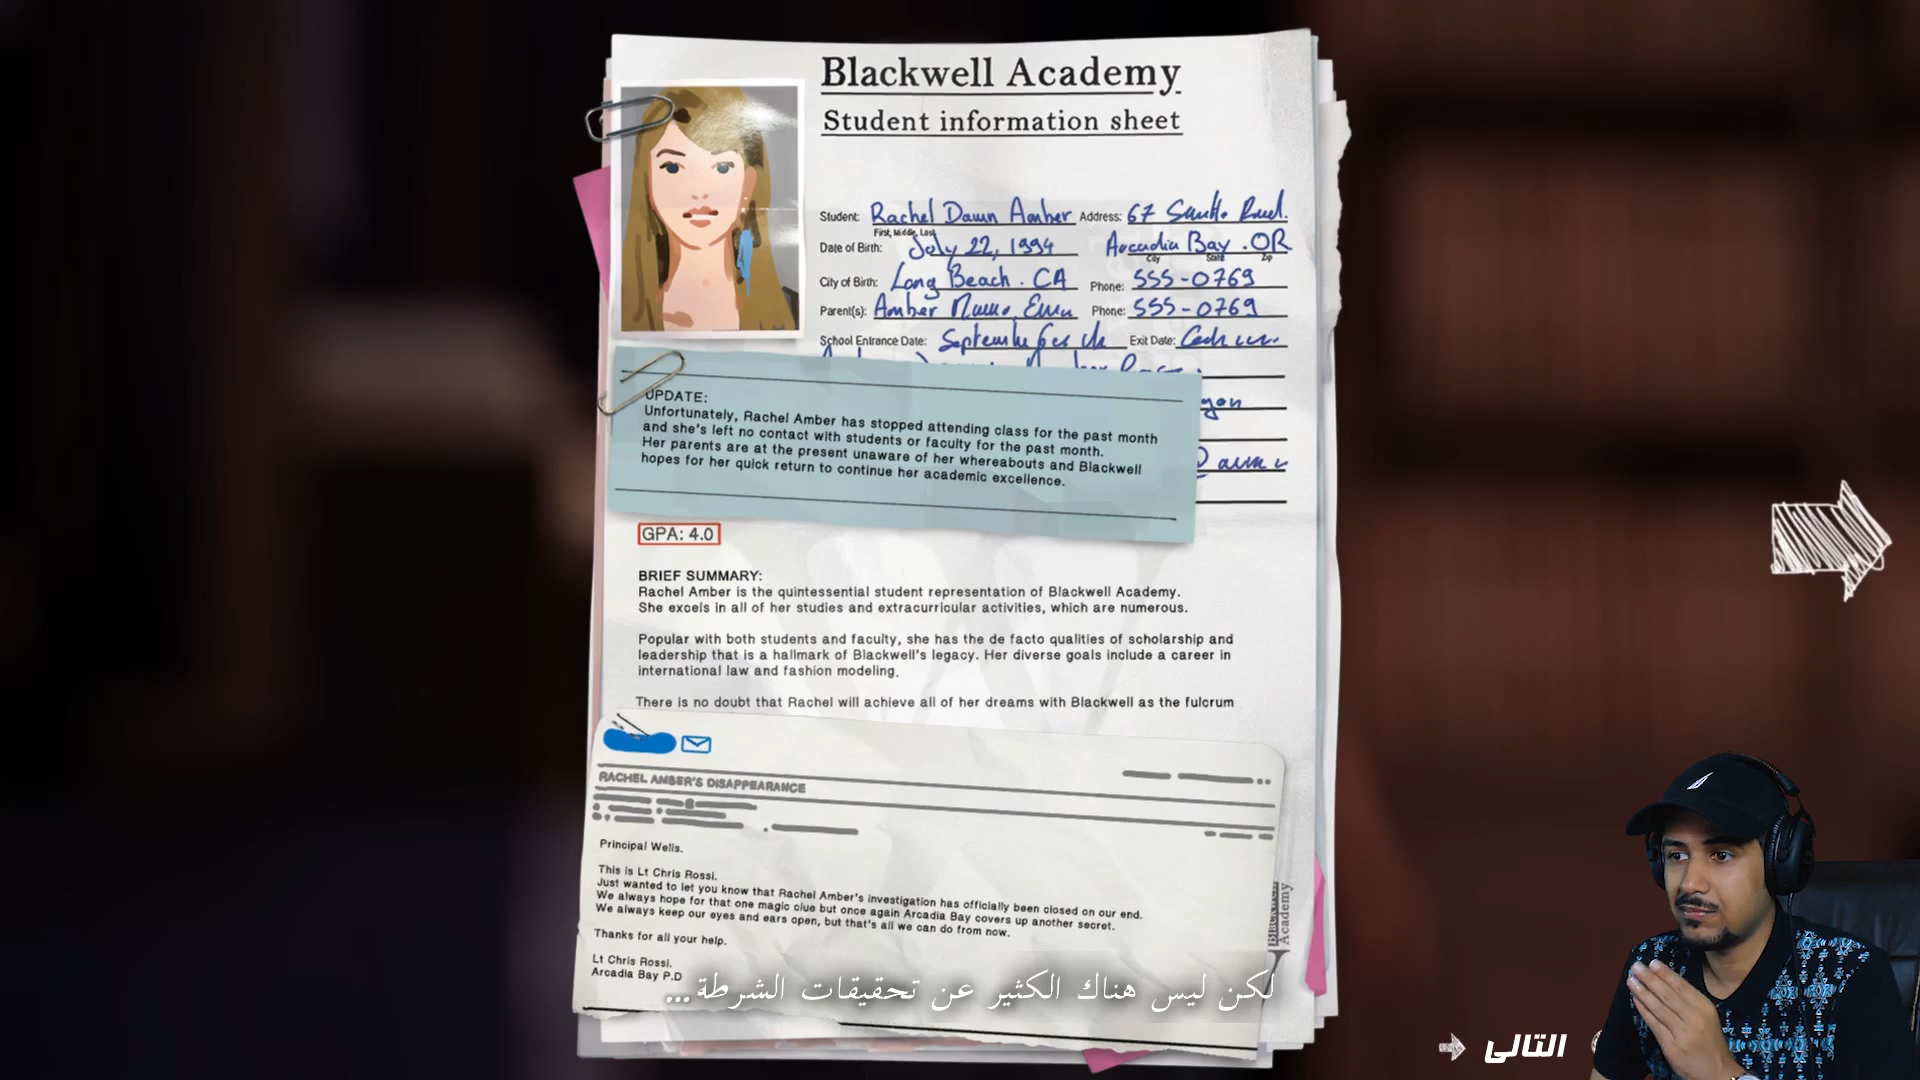 Blackwell Academy
Student information sheet
Student: Rachel Dawn Amber Address: 67
First, Middle, Last
Date of Birth: July 22, 1994 Arcadia Bay . OR
City State Zip
City of Birth: Long Beach . CA Phone: 555-0769
Parent(s): Amber Phone: 555-0769
School Entrance Date: Exit Date:
UPDATE:
Unfortunately, Rachel Amber has stopped attending class for the past month
and she's left no contact with students or faculty for the past month.
Her parents are at the present unaware of her whereabouts and Blackwell
hopes for her quick return to continue her academic excellence.
GPA: 4.0
BRIEF SUMMARY:
Rachel Amber is the quintessential student representation of Blackwell Academy.
She excels in all of her studies and extracurricular activities, which are numerous.
Popular with both students and faculty, she has the de facto qualities of scholarship and
leadership that is a hallmark of Blackwell's legacy. Her diverse goals include a career in
international law and fashion modeling.
There is no doubt that Rachel will achieve all of her dreams with Blackwell as the fulcrum
RACHEL AMBER'S DISAPPEARANCE
Principal Wells.
This is Lt Chris Rossi.
Just wanted to let you know that Rachel Amber's investigation has officially been closed on our end.
We always hope for that one magic clue but once again Arcadia Bay covers up another secret.
We always keep our eyes and ears open, but that's all we can do from now.
Thanks for all your help.
Lt Chris Rossi.
Arcadia Bay P.D
Blackwell
Academy
لكن ليس هناك الكثير عن تحقيقات الشرطة...
التالى